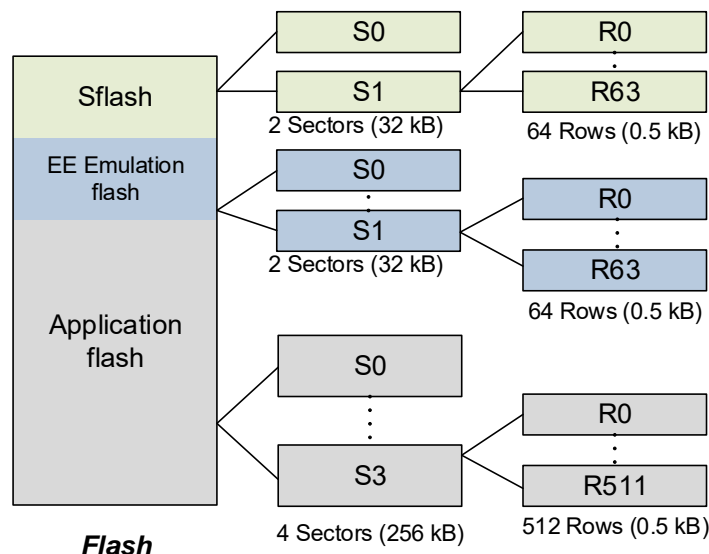 Sflash
EE Emulation
flash
Application
flash
Flash
S0
S1
2 Sectors (32 kB)
R0
R63
64 Rows (0.5 kB)
S0
S1
2 Sectors (32 kB)
R0
R63
64 Rows (0.5 kB)
S0
S3
4 Sectors (256 kB)
R0
R511
512 Rows (0.5 kB)